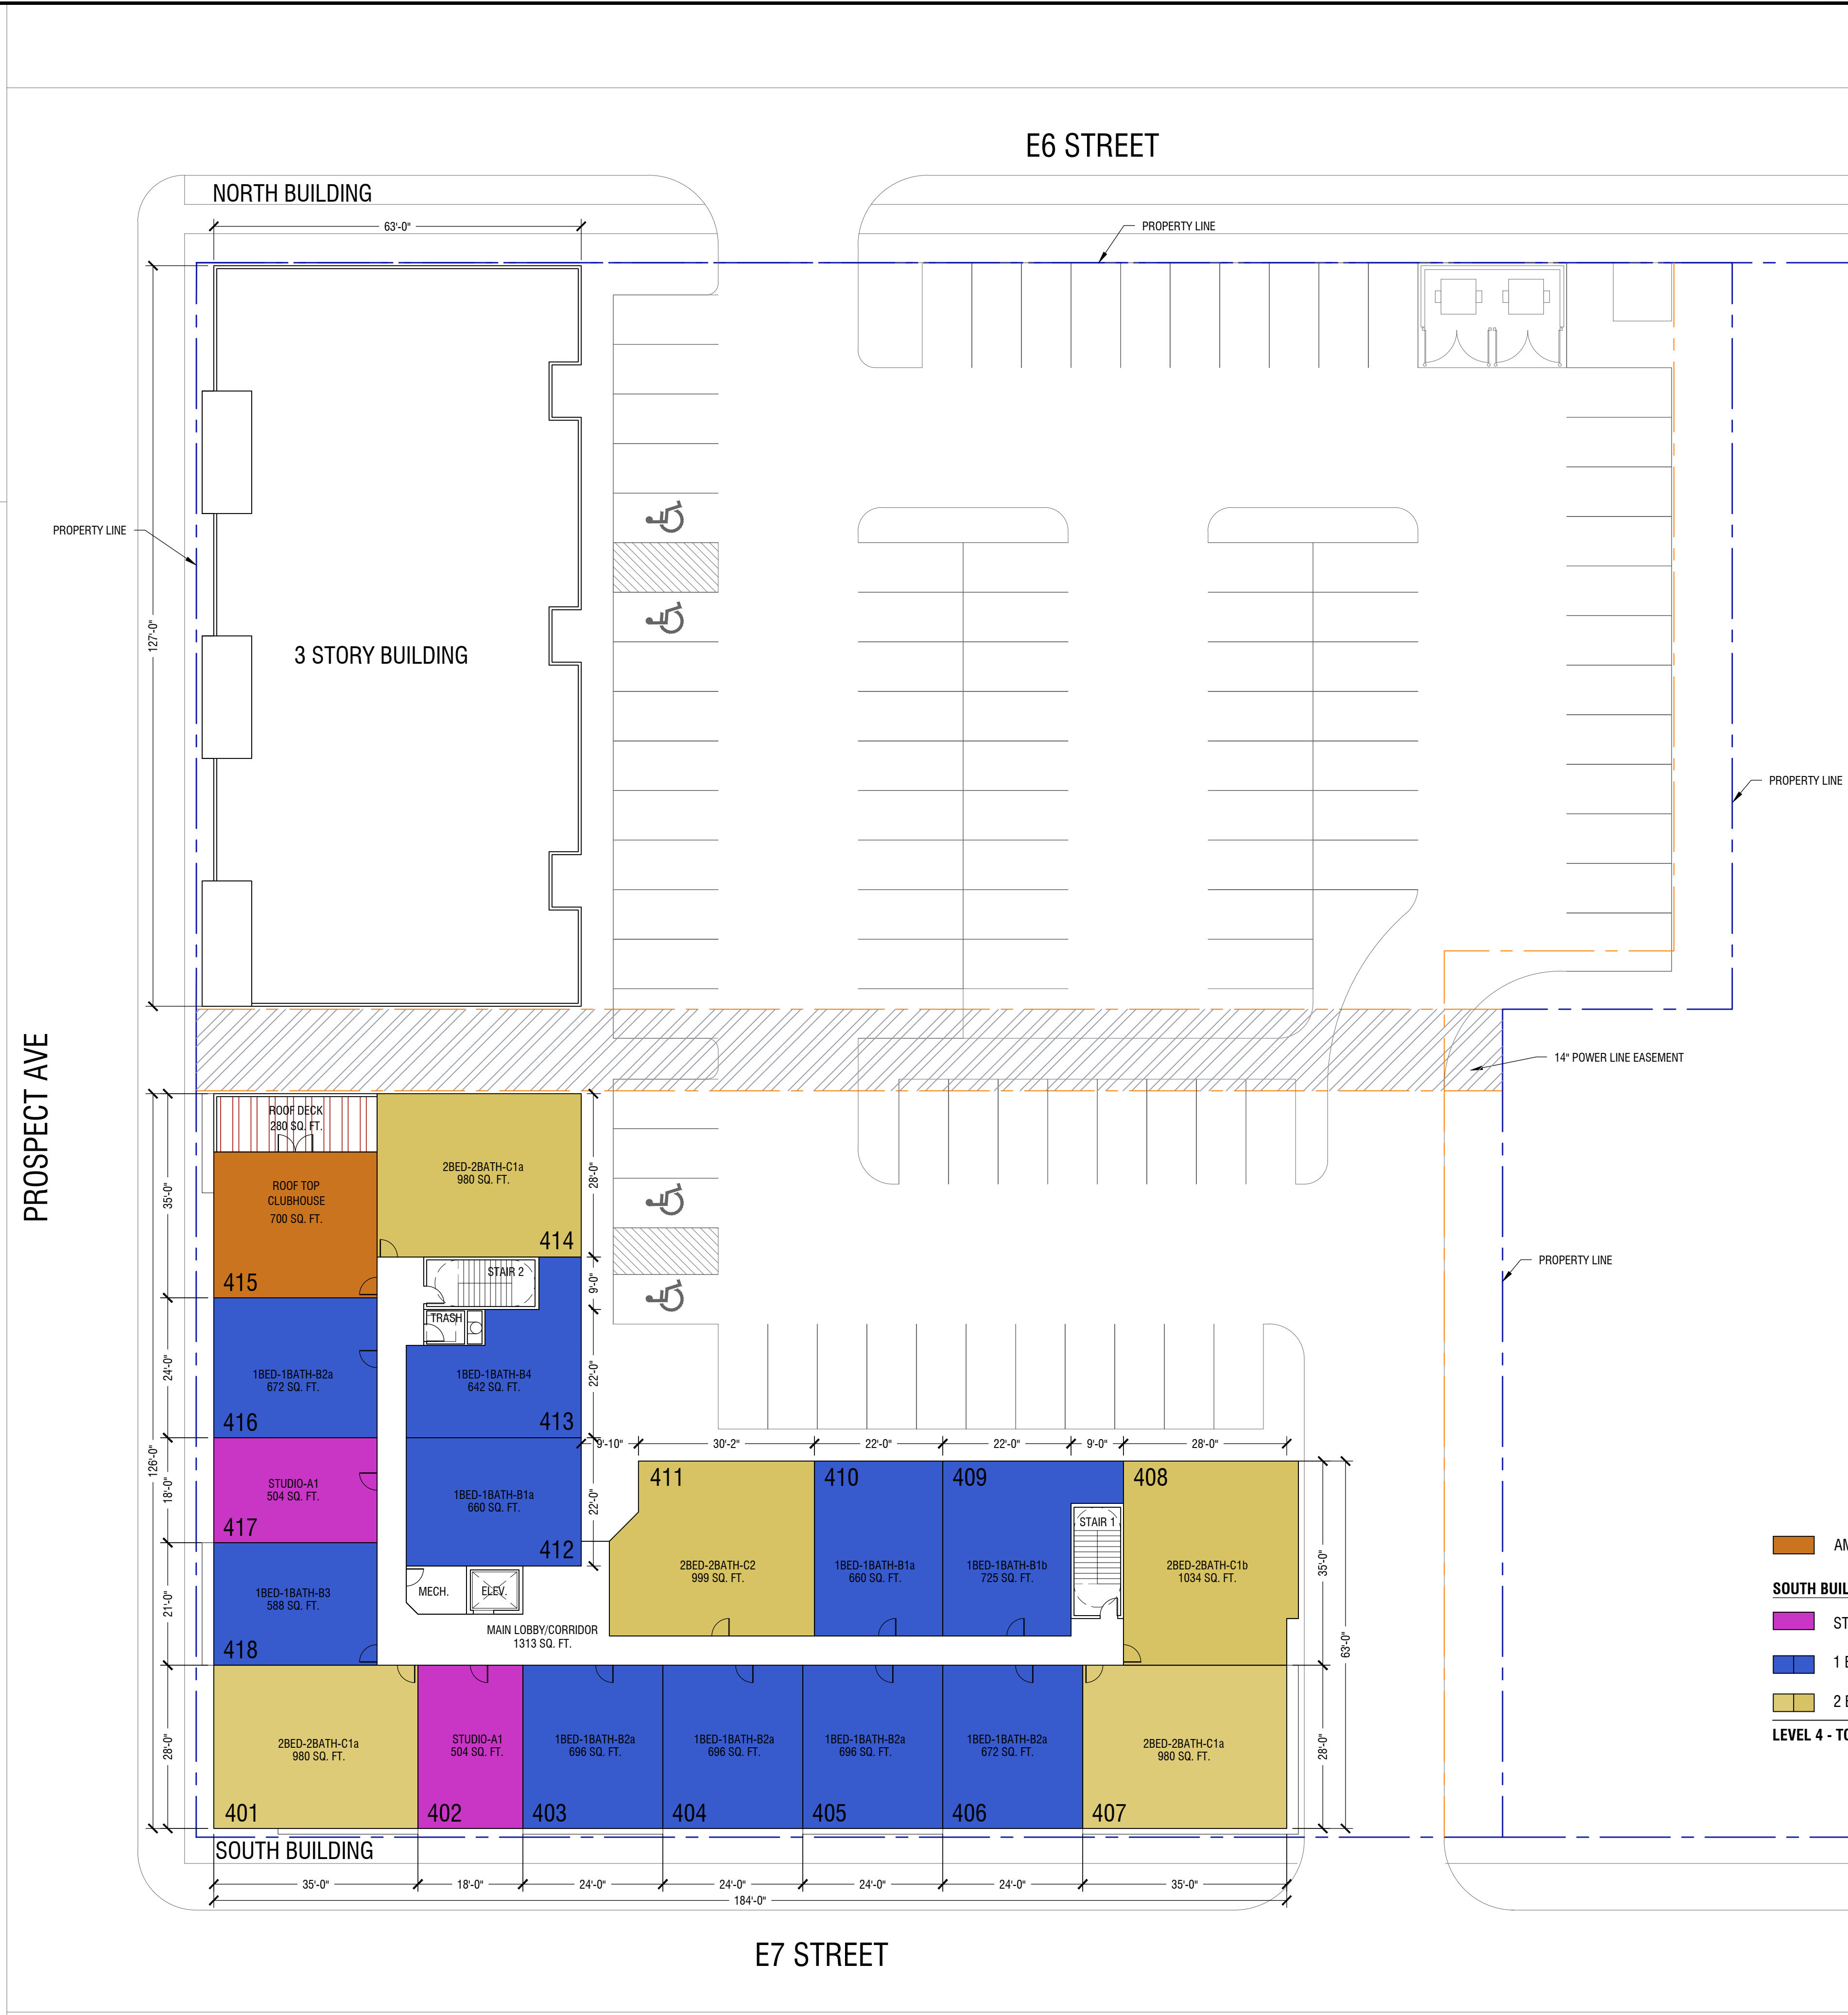 E6 STREET
NORTH BUILDING
63'-0"
PROPERTY LINE
PROPERTY LINE
127'-0"
3 STORY BUILDING
PROPERTY LINE
PROSPECT AVE
14" POWER LINE EASEMENT
ROOF DECK
280 SQ. FT.
2BED-2BATH-C1a
980 SQ. FT.
28'-0"
35'-0"
ROOF TOP
CLUBHOUSE
700 SQ. FT.
414
415
STAIR 2
9'-0"
PROPERTY LINE
TRASH
24'-0"
1BED-1BATH-B2a
672 SQ. FT.
416
1BED-1BATH-B4
642 SQ. FT.
413
22'-0"
126'-0"
9'-10"
30'-2"
22'-0"
22'-0"
9'-0"
28'-0"
18'-0"
STUDIO-A1
504 SQ. FT.
417
1BED-1BATH-B1a
660 SQ. FT.
412
22'-0"
411
410
409
408
STAIR 1
2BED-2BATH-C2
999 SQ. FT.
1BED-1BATH-B1a
660 SQ. FT.
1BED-1BATH-B1b
725 SQ. FT.
2BED-2BATH-C1b
1034 SQ. FT.
35'-0"
63'-0"
21'-0"
1BED-1BATH-B3
588 SQ. FT.
418
MECH.
ELEV.
MAIN LOBBY/CORRIDOR
1313 SQ. FT.
28'-0"
2BED-2BATH-C1a
980 SQ. FT.
401
STUDIO-A1
504 SQ. FT.
402
1BED-1BATH-B2a
696 SQ. FT.
403
1BED-1BATH-B2a
696 SQ. FT.
404
1BED-1BATH-B2a
696 SQ. FT.
405
1BED-1BATH-B2a
672 SQ. FT.
406
2BED-2BATH-C1a
980 SQ. FT.
407
28'-0"
SOUTH BUILDING
35'-0"
18'-0"
24'-0"
24'-0"
24'-0"
24'-0"
35'-0"
184'-0"
E7 STREET
AM
SOUTH BUIL
ST
1 B
2 B
LEVEL 4 - TO